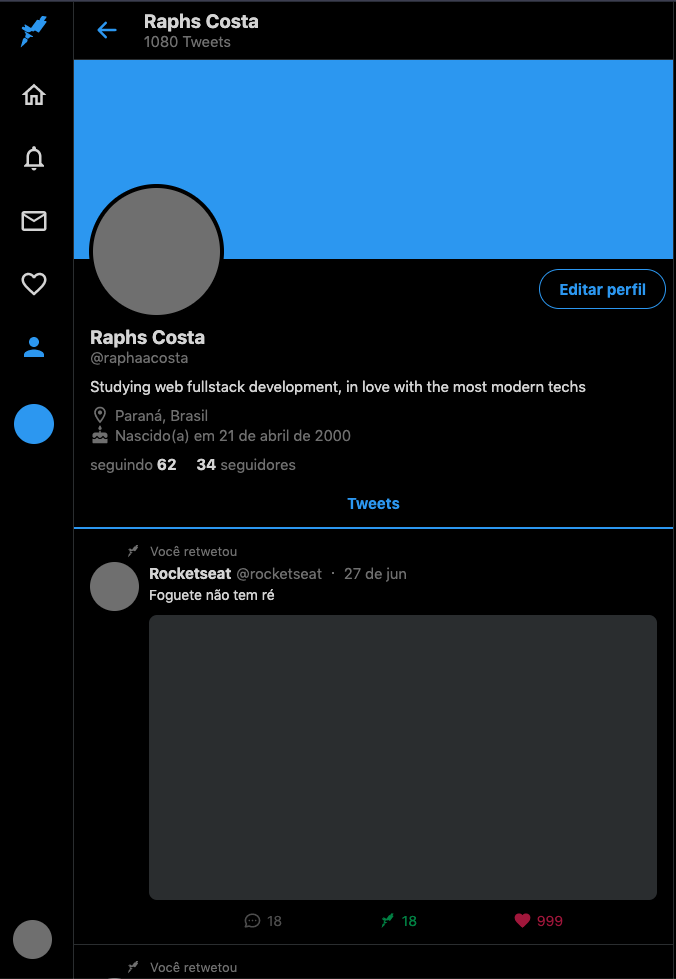 Raphs Costa
1080 Tweets
Editar perfil
Raphs Costa
@raphaacosta
Studying web fullstack development, in love with the most modern techs
Paraná, Brasil
Nascido(a) em 21 de abril de 2000
seguindo 62 34 seguidores
Tweets
Você retwetou
Rocketseat @rocketseat · 27 de jun
Foguete não tem ré
18 18 999
Você retwetou